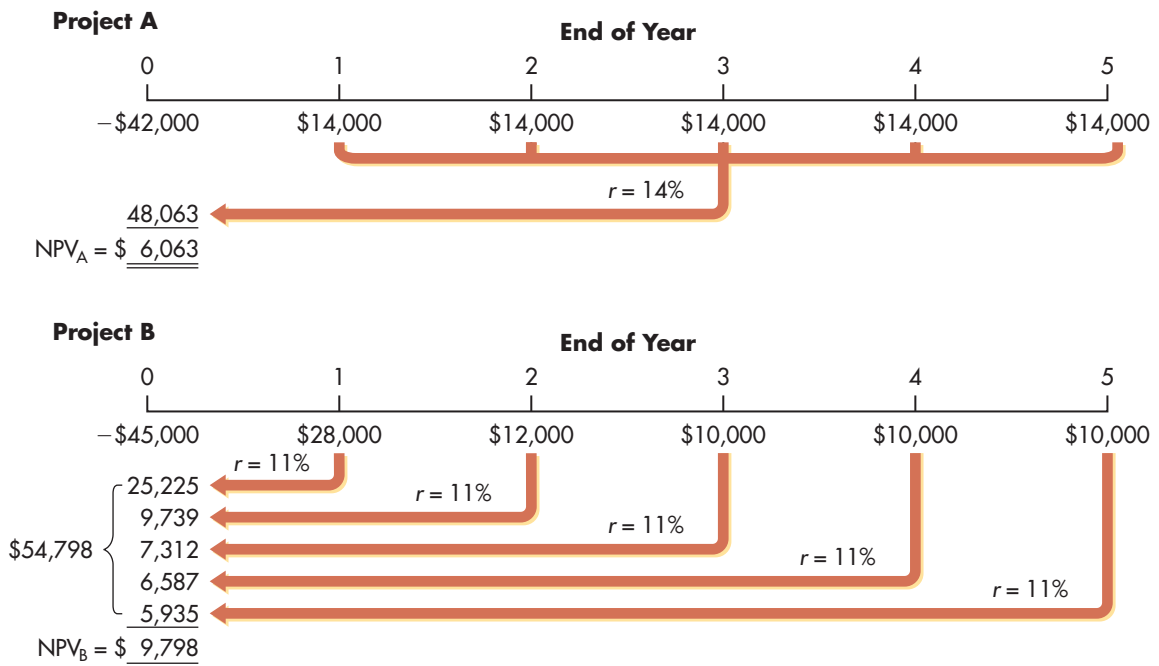 Project A
End of Year
0 1 2 3 4 5
−$42,000 $14,000 $14,000 $14,000 $14,000 $14,000
r = 14%
48,063
NPVA = $ 6,063
Project B
End of Year
0 1 2 3 4 5
−$45,000 $28,000 $12,000 $10,000 $10,000 $10,000
r = 11%
25,225
r = 11%
9,739
r = 11%
$54,798 7,312
r = 11%
6,587
r = 11%
5,935
NPVB = $ 9,798